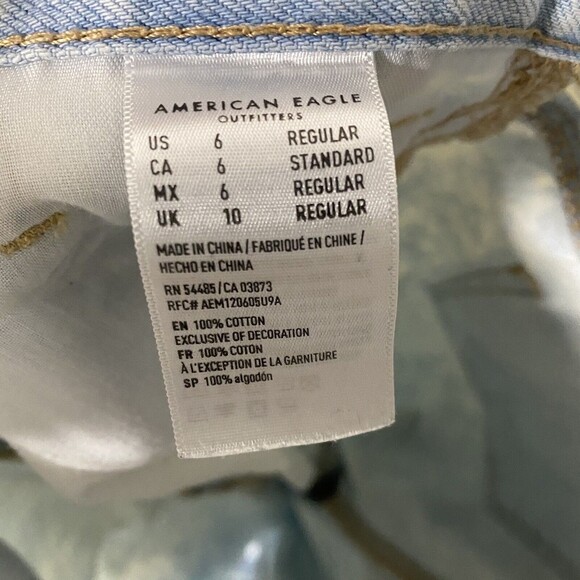 AMERICAN EAGLE
OUTFITTERS
US 6 REGULAR
CA 6 STANDARD
MX 6 REGULAR
UK 10 REGULAR
MADE IN CHINA / FABRIQUÉ EN CHINE /
HECHO EN CHINA
RN 54485 / CA 03873
RFC# AEM120605U9A
EN 100% COTTON
EXCLUSIVE OF DECORATION
FR 100% COTON
À L'EXCEPTION DE LA GARNITURE
SP 100% algodón